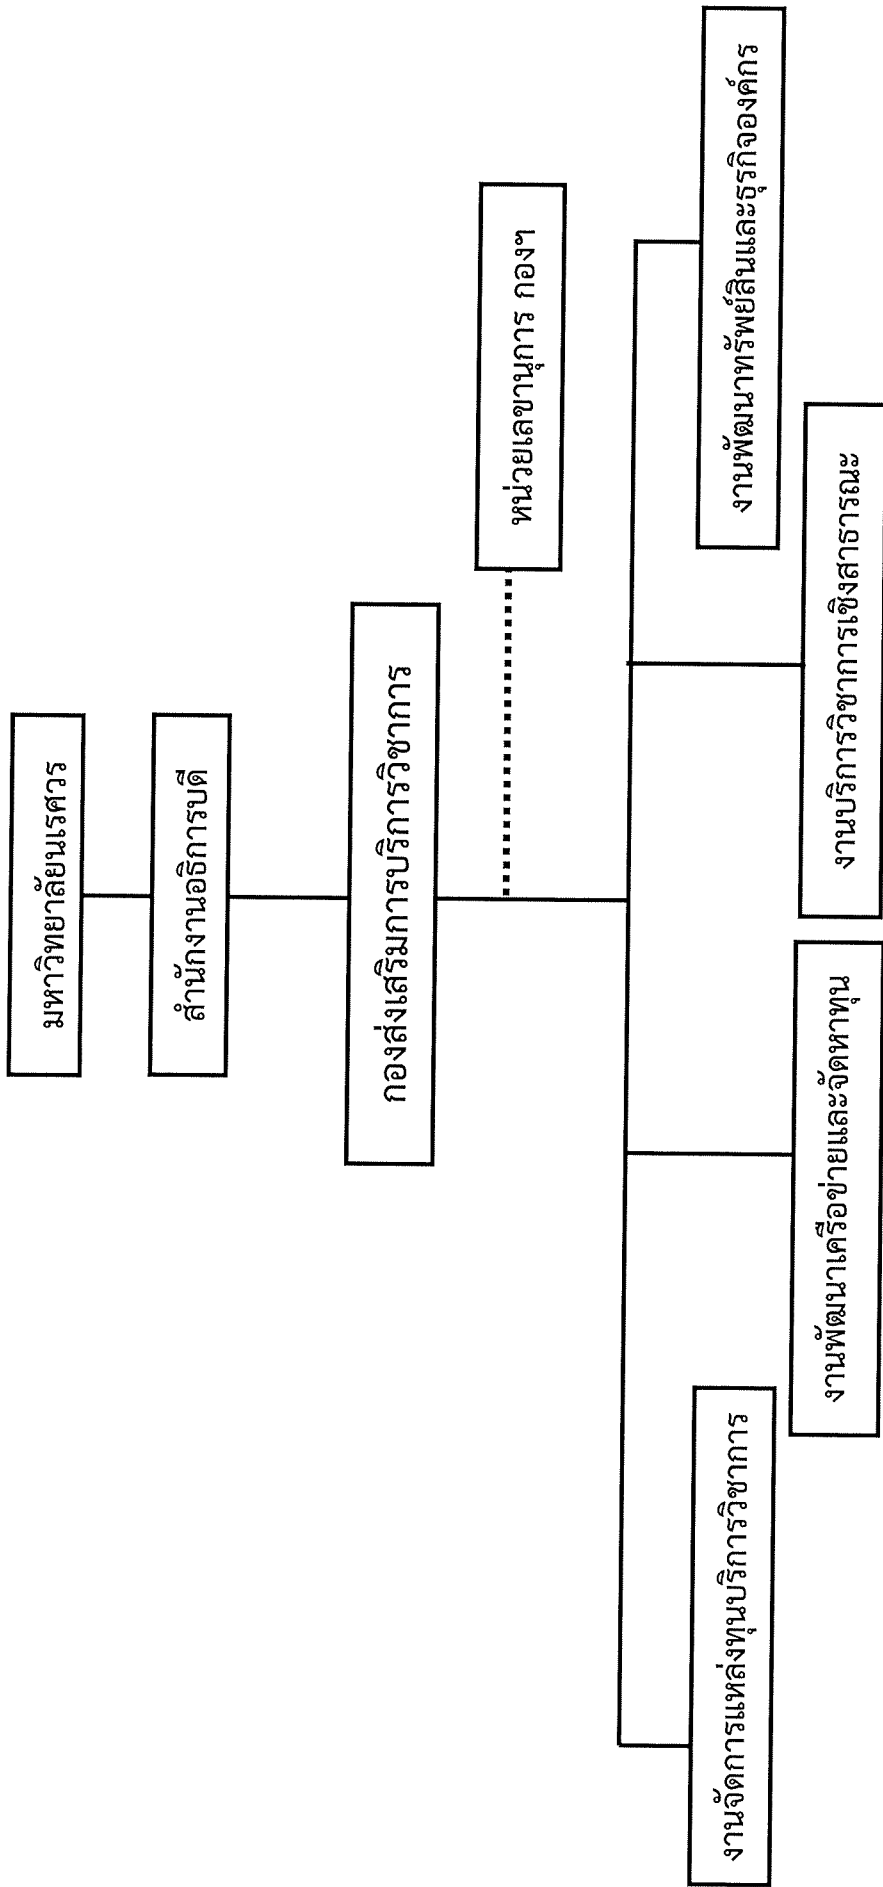 มหาวิทยาลัยนเรศวร
สำนักงานอธิการบดี
กองส่งเสริมการบริการวิชาการ
หน่วยเลขานุการ กองฯ
งานจัดการแหล่งทุนบริการวิชาการ
งานพัฒนาเครือข่ายและจัดหาทุน
งานบริการวิชาการเชิงสาธารณะ
งานพัฒนาทรัพย์สินและธุรกิจองค์กร